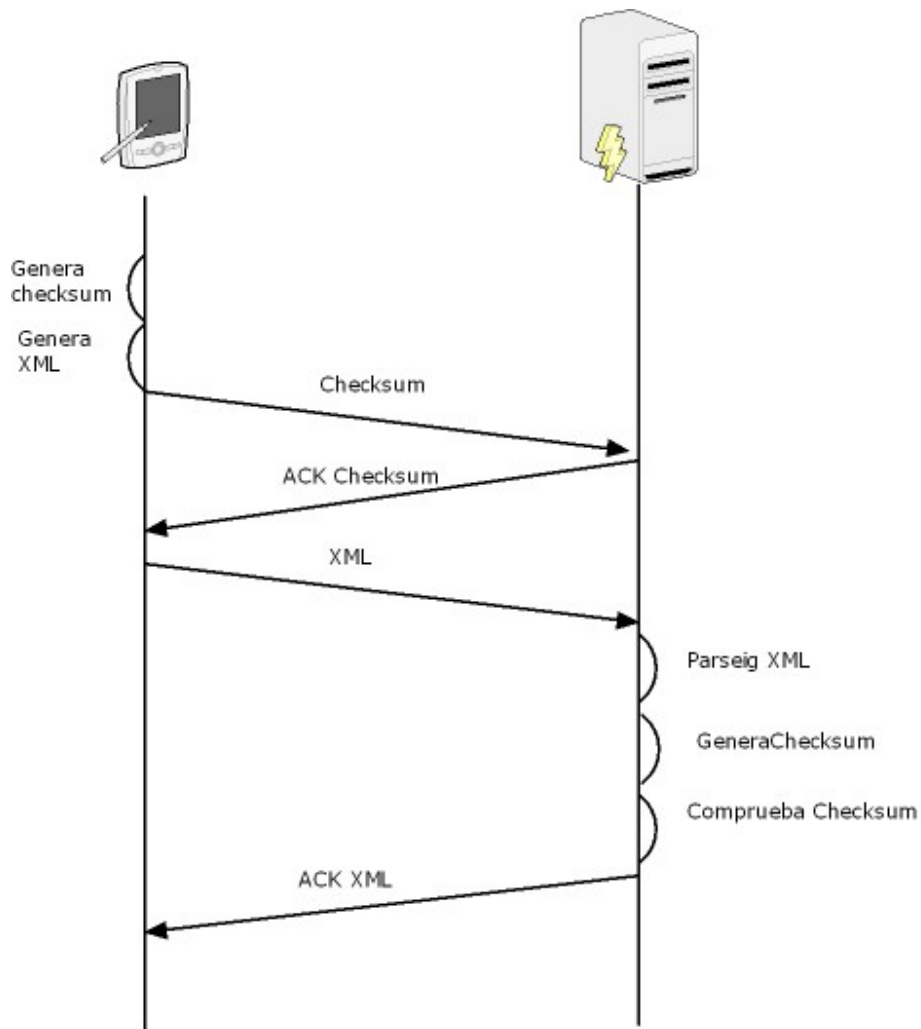 Genera
checksum
Genera
XML
Checksum
ACK Checksum
XML
Parseig XML
GeneraChecksum
Comprueba Checksum
ACK XML